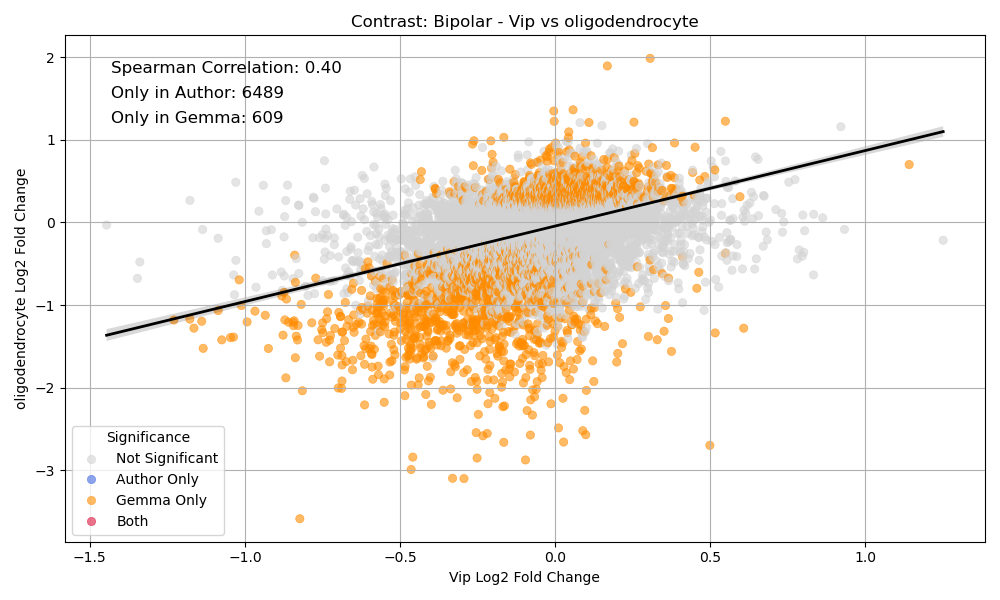 Contrast: Bipolar - Vip vs oligodendrocyte
Spearman Correlation: 0.40
Only in Author: 6489
Only in Gemma: 609
2
1
0
−1
−2
−3
oligodendrocyte Log2 Fold Change
Significance
Not Significant
Author Only
Gemma Only
Both
−1.5
−1.0
−0.5
0.0
0.5
1.0
Vip Log2 Fold Change